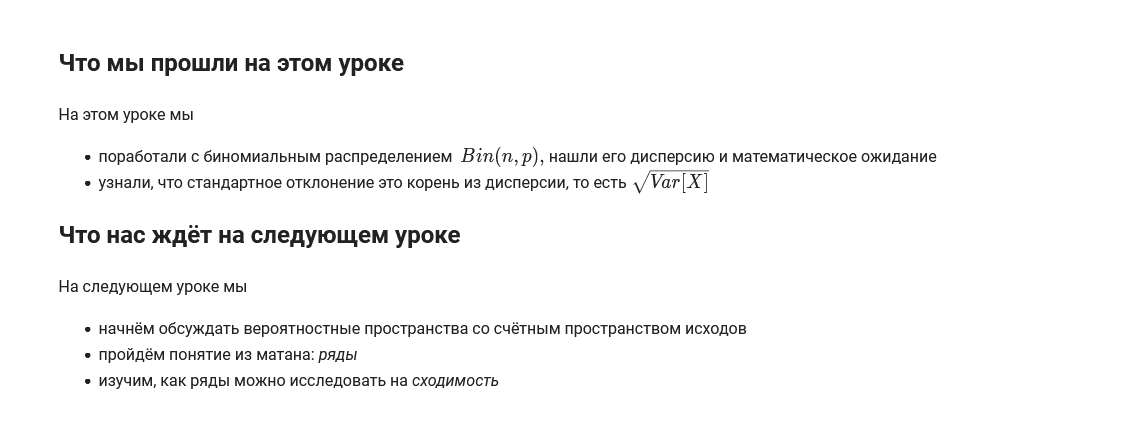 Что мы прошли на этом уроке
На этом уроке мы
• поработали с биномиальным распределением Bin(n, p), нашли его дисперсию и математическое ожидание
• узнали, что стандартное отклонение это корень из дисперсии, то есть √Var[X]
Что нас ждёт на следующем уроке
На следующем уроке мы
• начнём обсуждать вероятностные пространства со счётным пространством исходов
• пройдём понятие из матана: ряды
• изучим, как ряды можно исследовать на сходимость